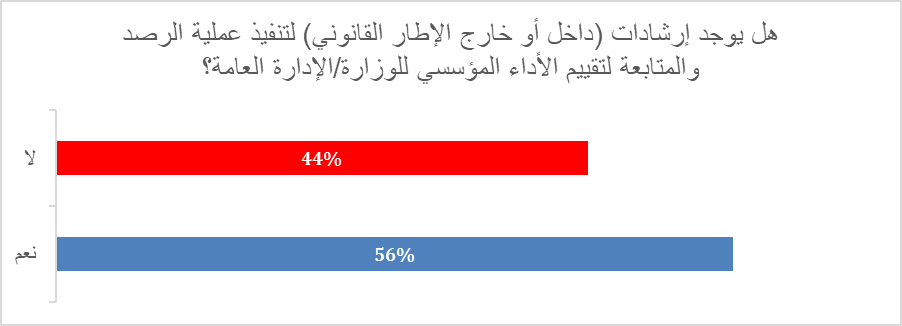 هل يوجد إرشادات (داخل أو خارج الإطار القانوني) لتنفيذ عملية الرصد
والمتابعة لتقييم الأداء المؤسسي للوزارة/الإدارة العامة؟
لا
44%
نعم
56%